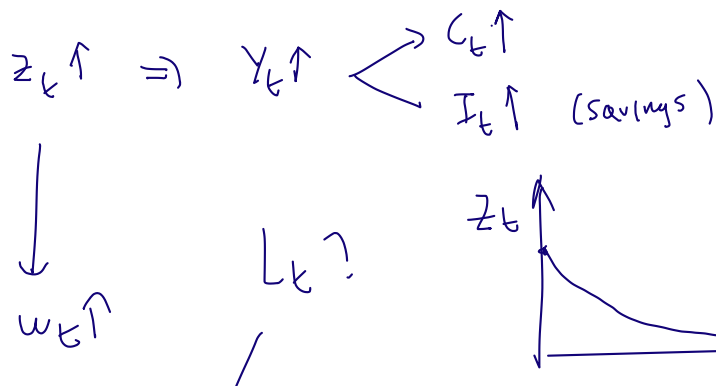 Z_t ↑ ⇒ Y_t ↑
C_t ↑
I_t ↑ (savings)
Z_t
L_t ?
w_t ↑